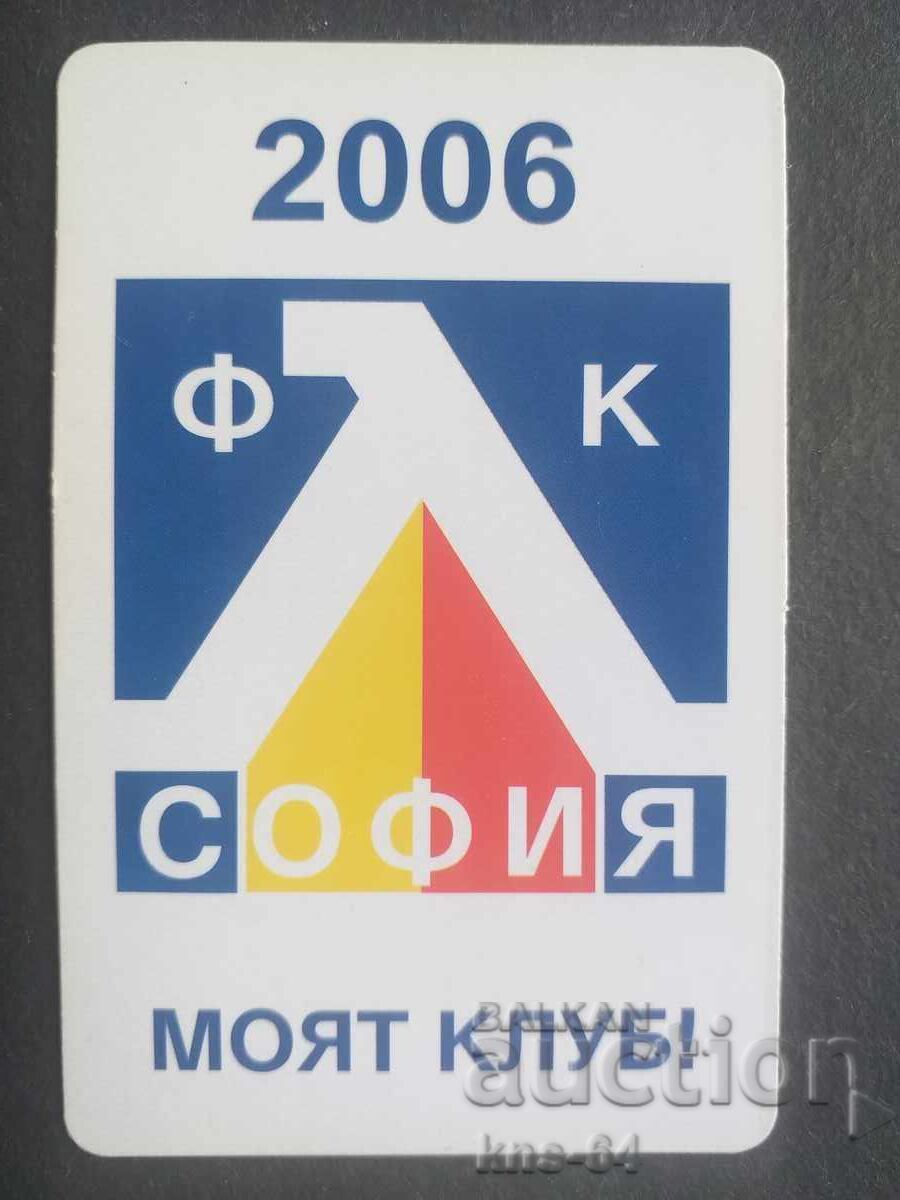 2006
Ф К
СОФИЯ
МОЯТ КЛУБ!
BALKAN
auction
kns-64